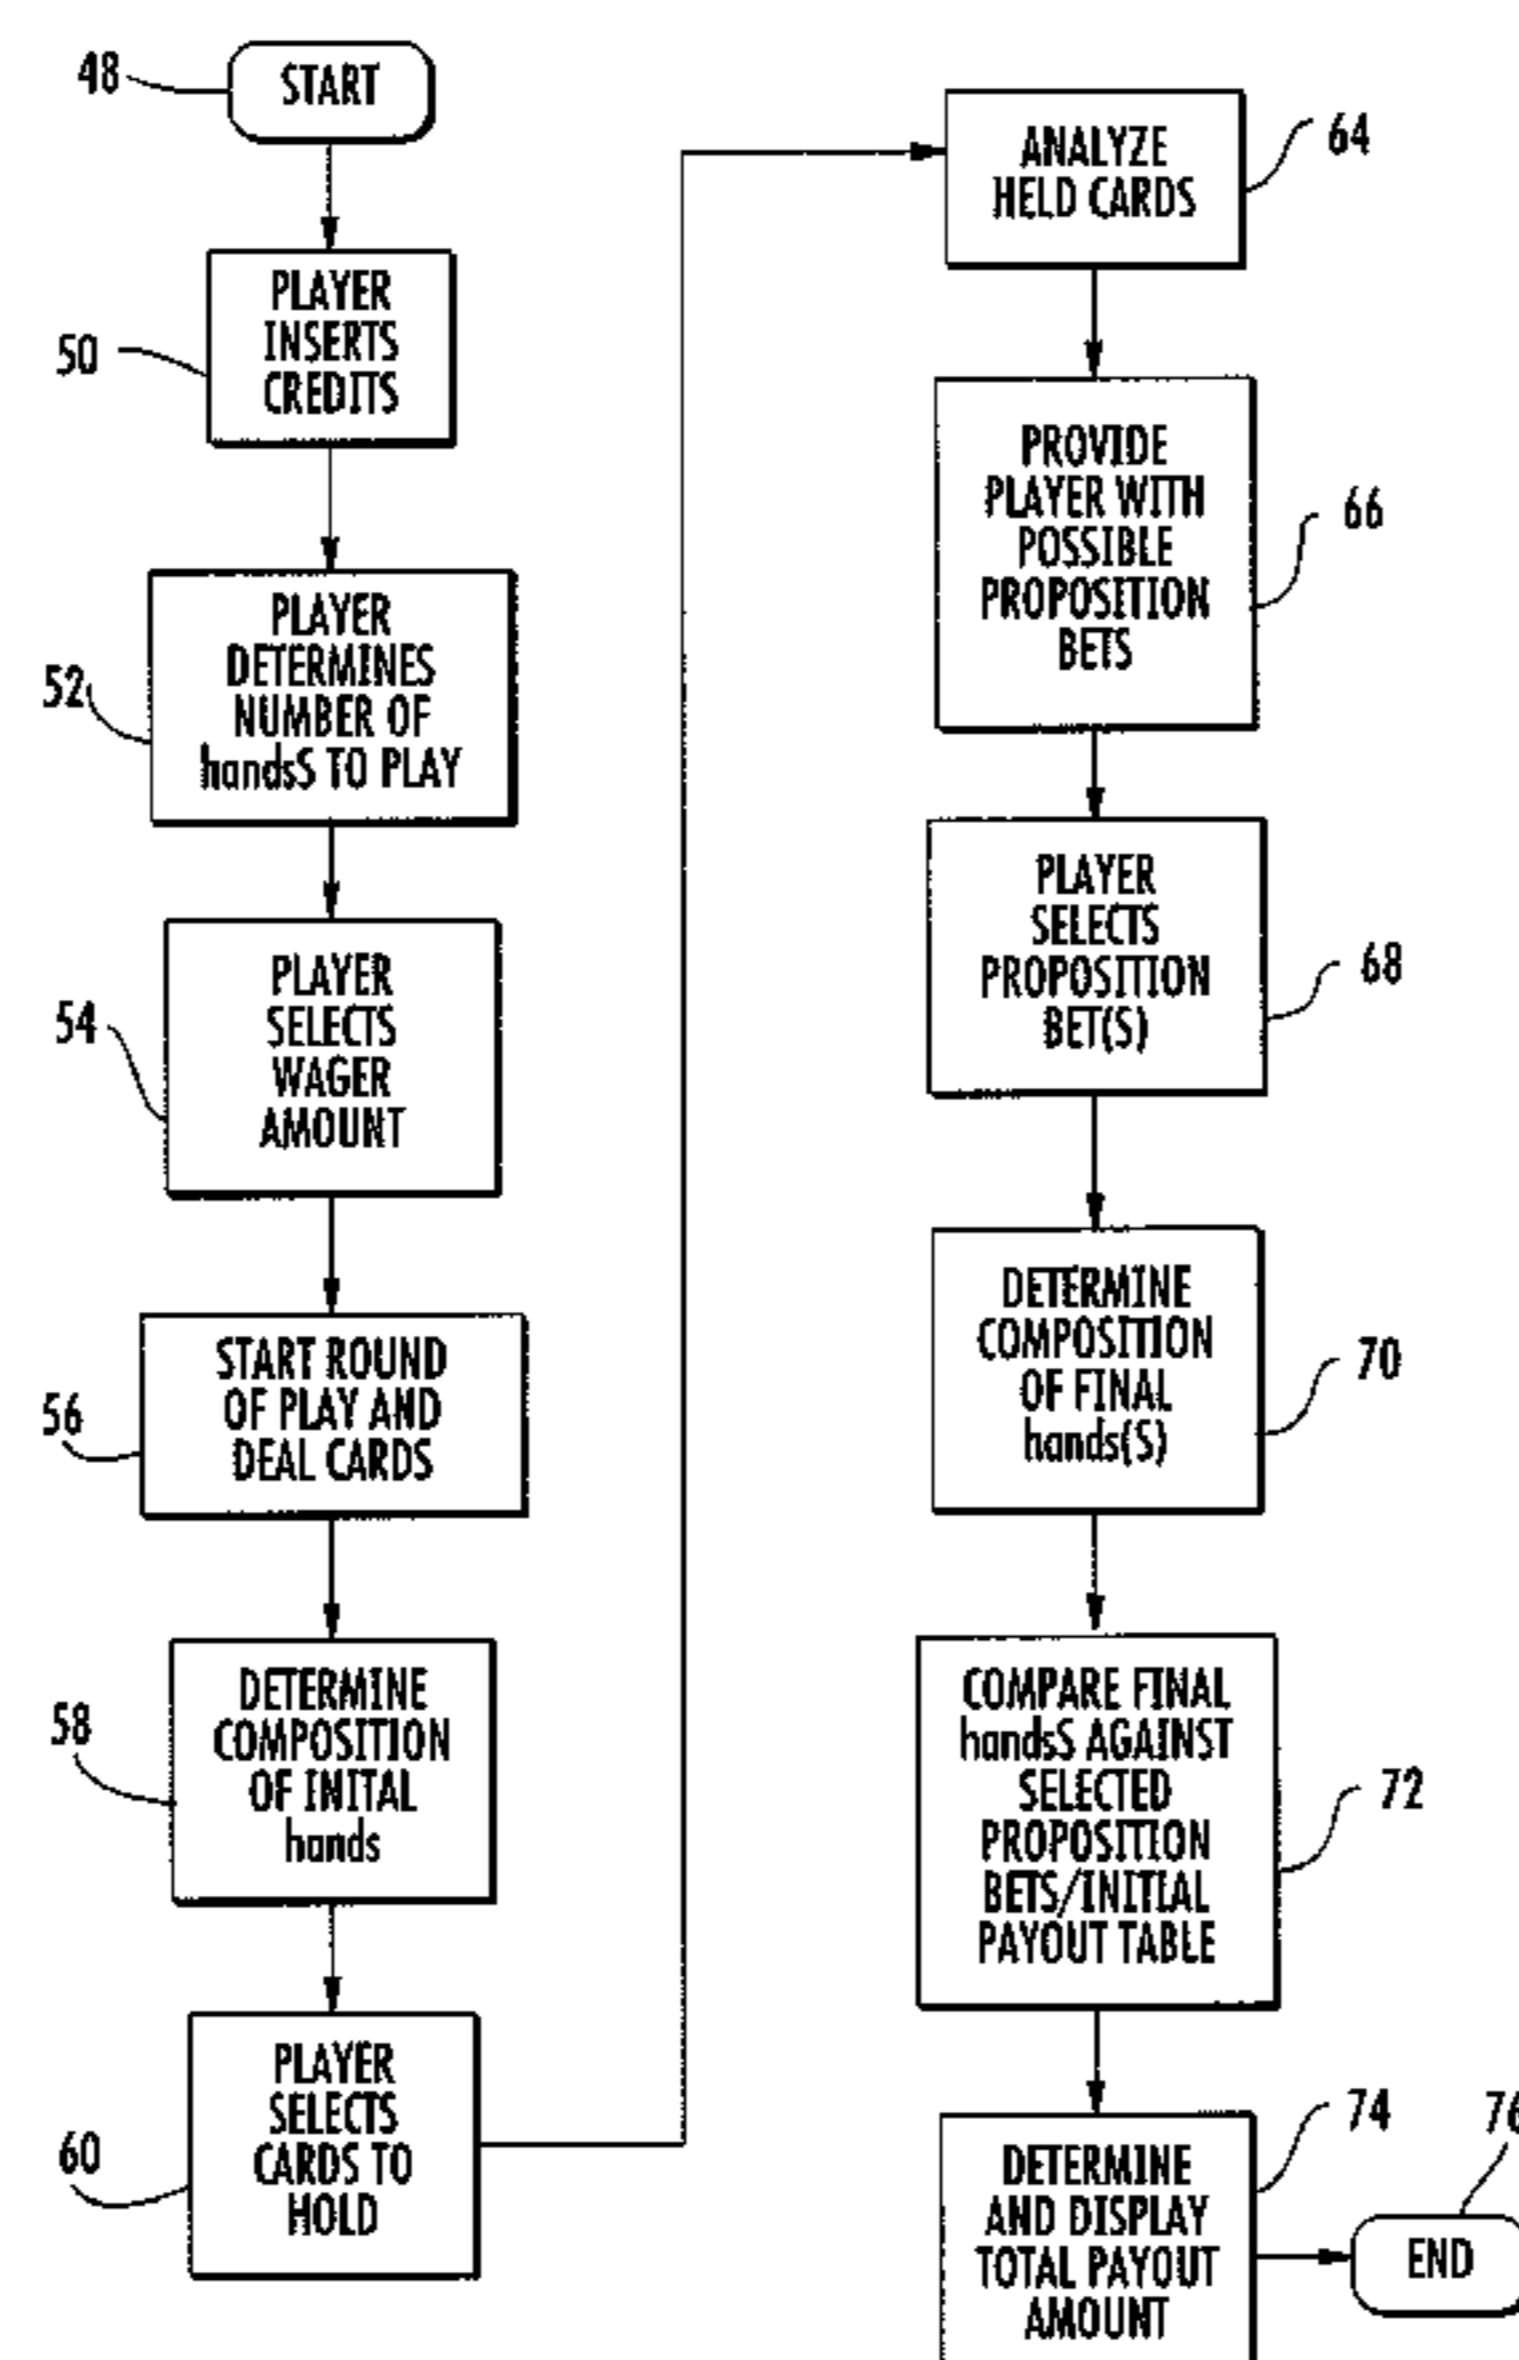 48
START
PLAYER
INSERTS
CREDITS
50
PLAYER
DETERMINES
NUMBER OF
handsS TO PLAY
52
PLAYER
SELECTS
WAGER
AMOUNT
54
START ROUND
OF PLAY AND
DEAL CARDS
56
DETERMINE
COMPOSITION
OF INITAL
hands
58
PLAYER
SELECTS
CARDS TO
HOLD
60
ANALYZE
HELD CARDS
64
PROVIDE
PLAYER WITH
POSSIBLE
PROPOSITION
BETS
66
PLAYER
SELECTS
PROPOSITION
BET(S)
68
DETERMINE
COMPOSITION
OF FINAL
hands(S)
70
COMPARE FINAL
handsS AGAINST
SELECTED
PROPOSITION
BETS/INITIAL
PAYOUT TABLE
72
DETERMINE
AND DISPLAY
TOTAL PAYOUT
AMOUNT
74
END
76